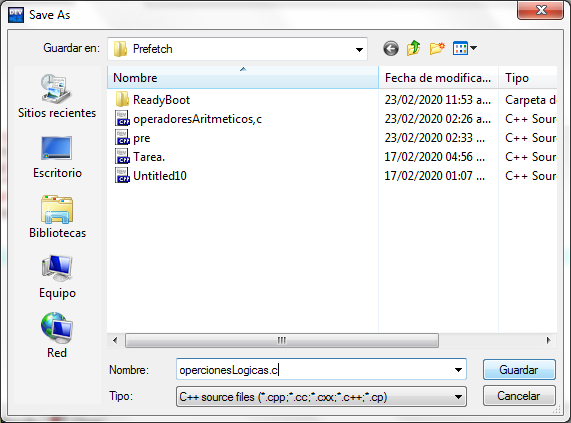 Save As
Guardar en: Prefetch
Nombre Fecha de modifica... Tipo
ReadyBoot 23/02/2020 11:53 a... Carpeta de
operadoresAritmeticos,c 23/02/2020 02:26 a... C++ Sour
pre 23/02/2020 02:33 ... C++ Sour
Tarea. 17/02/2020 04:56 ... C++ Sour
Untitled10 17/02/2020 01:07 ... C++ Sour
Sitios recientes
Escritorio
Bibliotecas
Equipo
Red
Nombre: opercionesLogicas.c Guardar
Tipo: C++ source files (*.cpp;*.cc;*.cxx;*.c++;*.cp) Cancelar